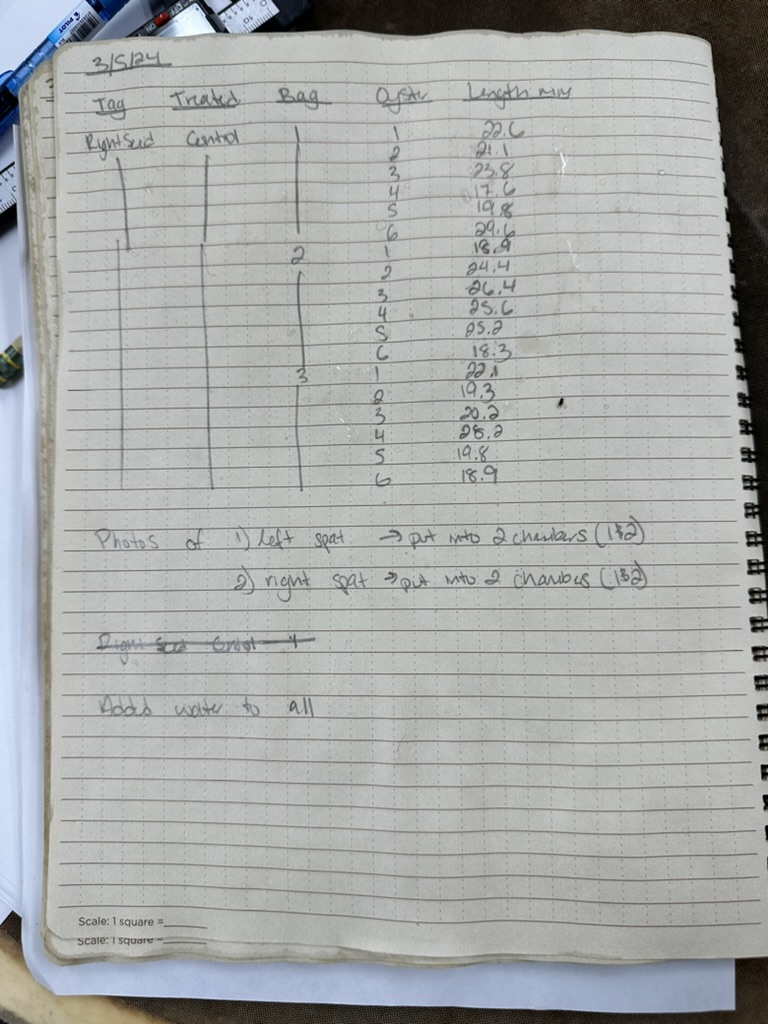 3/5/24
Tag Treated Bag Oyster Length mm
Right Seed Control 1 1 22.6
2 21.1
3 23.8
4 17.6
5 19.8
6 29.6
2 1 18.9
2 24.4
3 26.4
4 25.6
5 25.2
6 18.3
3 1 22.1
2 19.3
3 20.2
4 28.2
5 19.8
6 18.9
Photos of 1) left spat → put into 2 chambers (1&2)
2) right spat → put into 2 chambers (1&2)
Right Seed Control 1
Added water to all
Scale: 1 square =
Scale: 1 square =